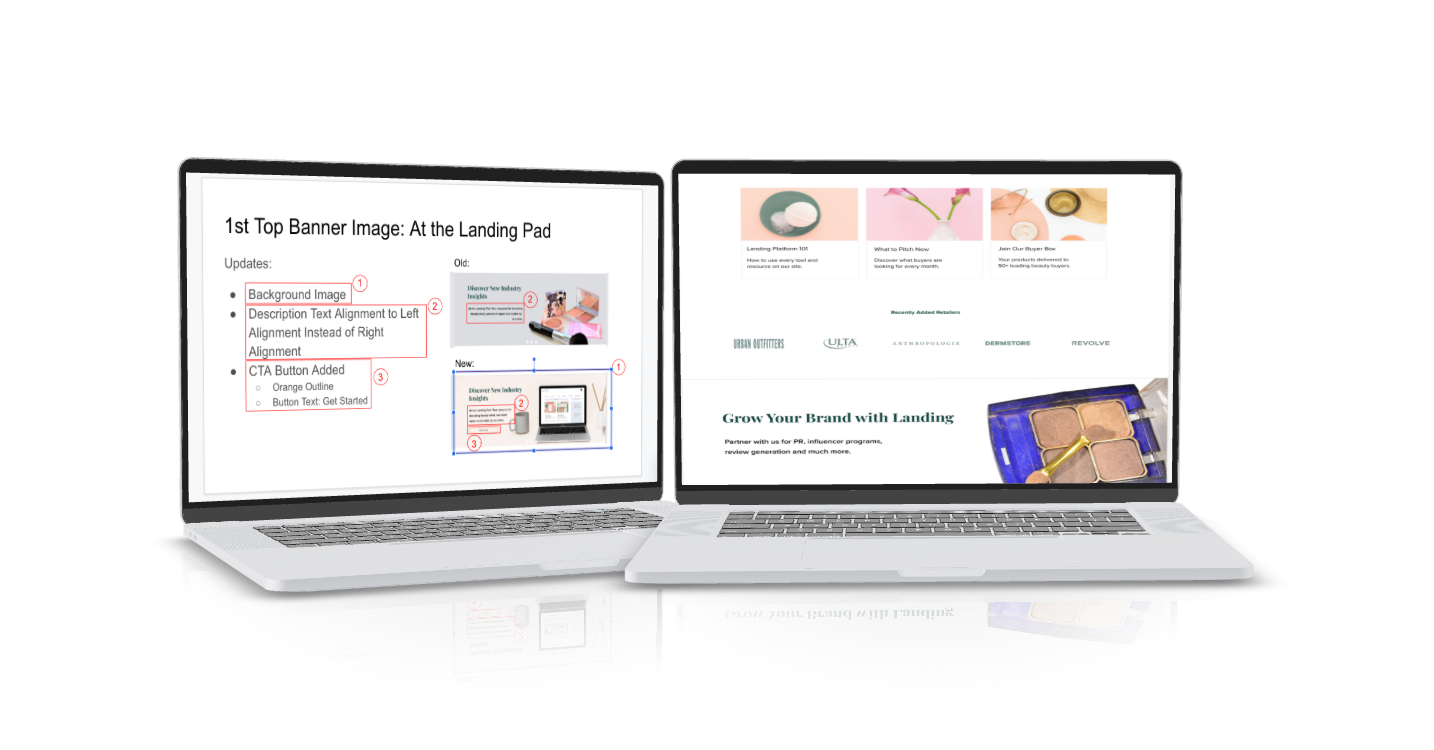 1st Top Banner Image: At the Landing Pad
Updates:
Background Image
1
Description Text Alignment to Left
Alignment Instead of Right
Alignment
2
CTA Button Added
3
Orange Outline
Button Text: Get Started
Old:
Discover New Industry
Insights
2
New:
1
Discover New Industry
Insights
2
3
Landing Platform 101
How to use every tool and
resource on our site.
What to Pitch Now
Discover what buyers are
looking for every month.
Join Our Buyer Box
Your products delivered to
50+ leading beauty buyers.
Recently Added Retailers
URBAN OUTFITTERS
ULTA
ANTHROPOLOGIE
DERMSTORE
REVOLVE
Grow Your Brand with Landing
Partner with us for PR, influencer programs,
review generation and much more.